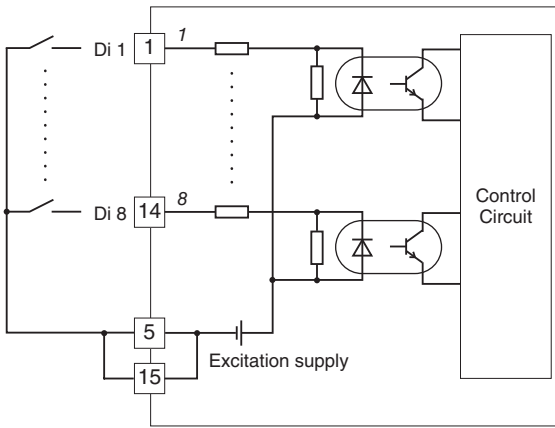 Di 1 1 1
Di 8 14 8
Control
Circuit
5
Excitation supply
15